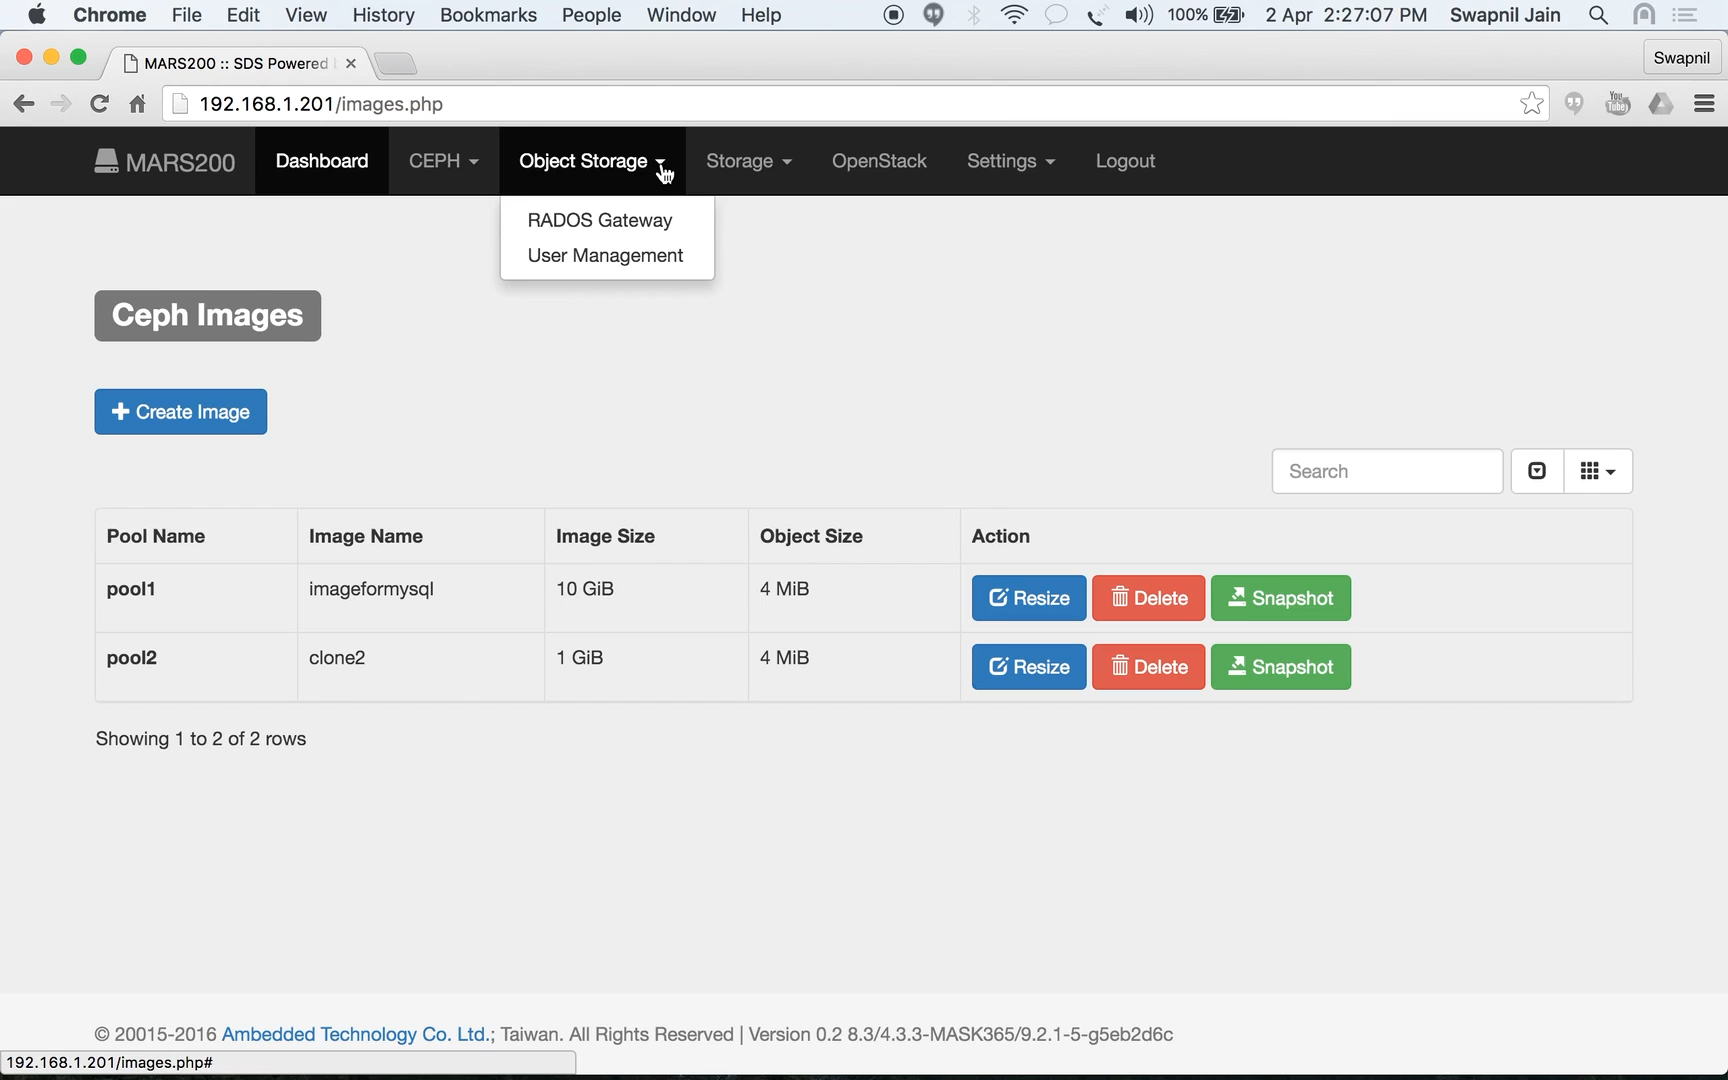 Chrome File Edit View History Bookmarks People Window Help 100% 2 Apr 2:27:07 PM Swapnil Jain
MARS200 :: SDS Powered Swapnil
192.168.1.201/images.php You Tube
MARS200 Dashboard CEPH Object Storage Storage OpenStack Settings Logout
RADOS Gateway
User Management
Ceph Images
Create Image
Search
Pool Name Image Name Image Size Object Size Action
pool1 imageformysql 10 GiB 4 MiB Resize Delete Snapshot
pool2 clone2 1 GiB 4 MiB Resize Delete Snapshot
Showing 1 to 2 of 2 rows
© 20015-2016 Ambedded Technology Co. Ltd.; Taiwan. All Rights Reserved | Version 0.2 8.3/4.3.3-MASK365/9.2.1-5-g5eb2d6c
192.168.1.201/images.php#